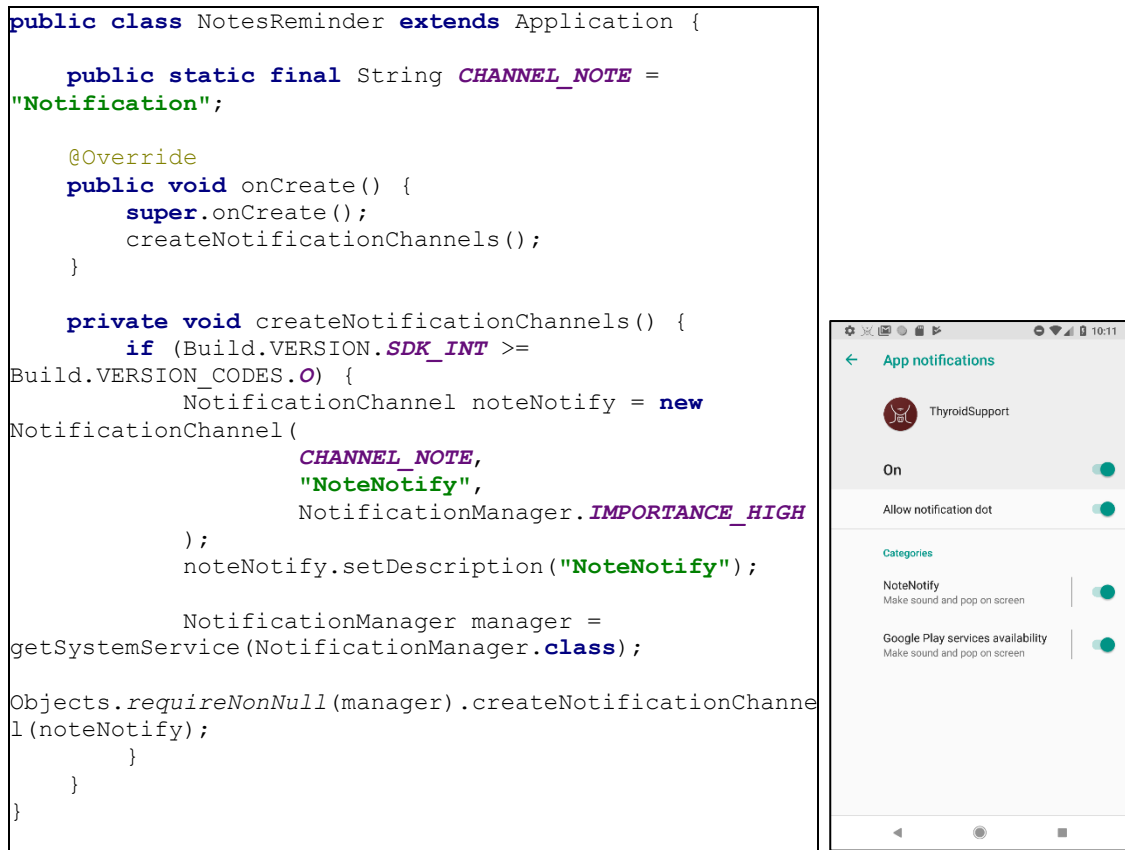 public class NotesReminder extends Application {
public static final String CHANNEL_NOTE =
"Notification";
@Override
public void onCreate() {
super.onCreate();
createNotificationChannels();
}
private void createNotificationChannels() {
if (Build.VERSION.SDK_INT >=
Build.VERSION_CODES.O) {
NotificationChannel noteNotify = new
NotificationChannel(
CHANNEL_NOTE,
"NoteNotify",
NotificationManager.IMPORTANCE_HIGH
);
noteNotify.setDescription("NoteNotify");
NotificationManager manager =
getSystemService(NotificationManager.class);
Objects.requireNonNull(manager).createNotificationChanne
l(noteNotify);
}
}
}
10:11
App notifications
ThyroidSupport
On
Allow notification dot
Categories
NoteNotify
Make sound and pop on screen
Google Play services availability
Make sound and pop on screen